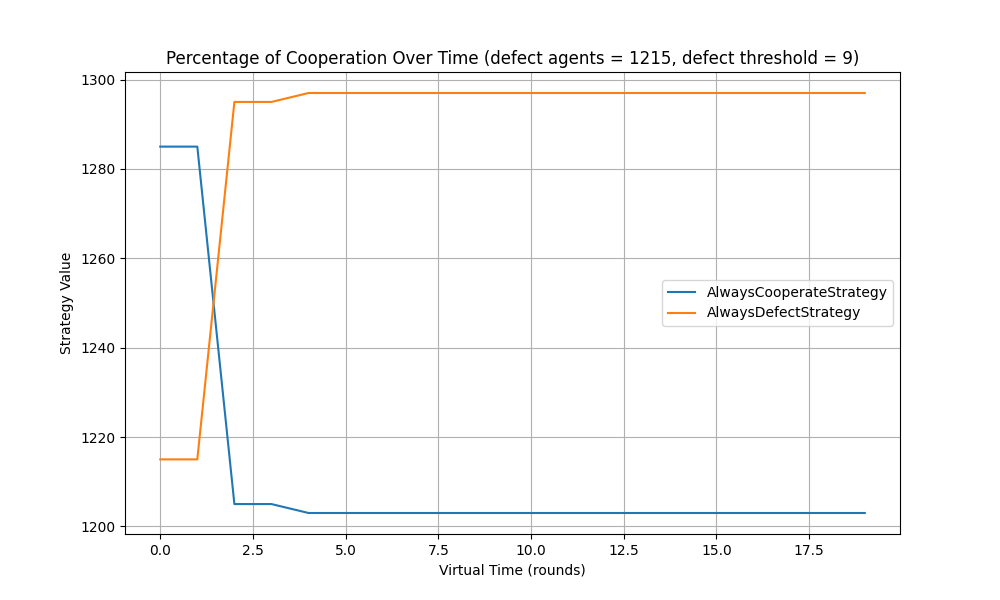 Percentage of Cooperation Over Time (defect agents = 1215, defect threshold = 9)
1300
1280
1260
1240
1220
1200
Strategy Value
AlwaysCooperateStrategy
AlwaysDefectStrategy
0.0 2.5 5.0 7.5 10.0 12.5 15.0 17.5
Virtual Time (rounds)